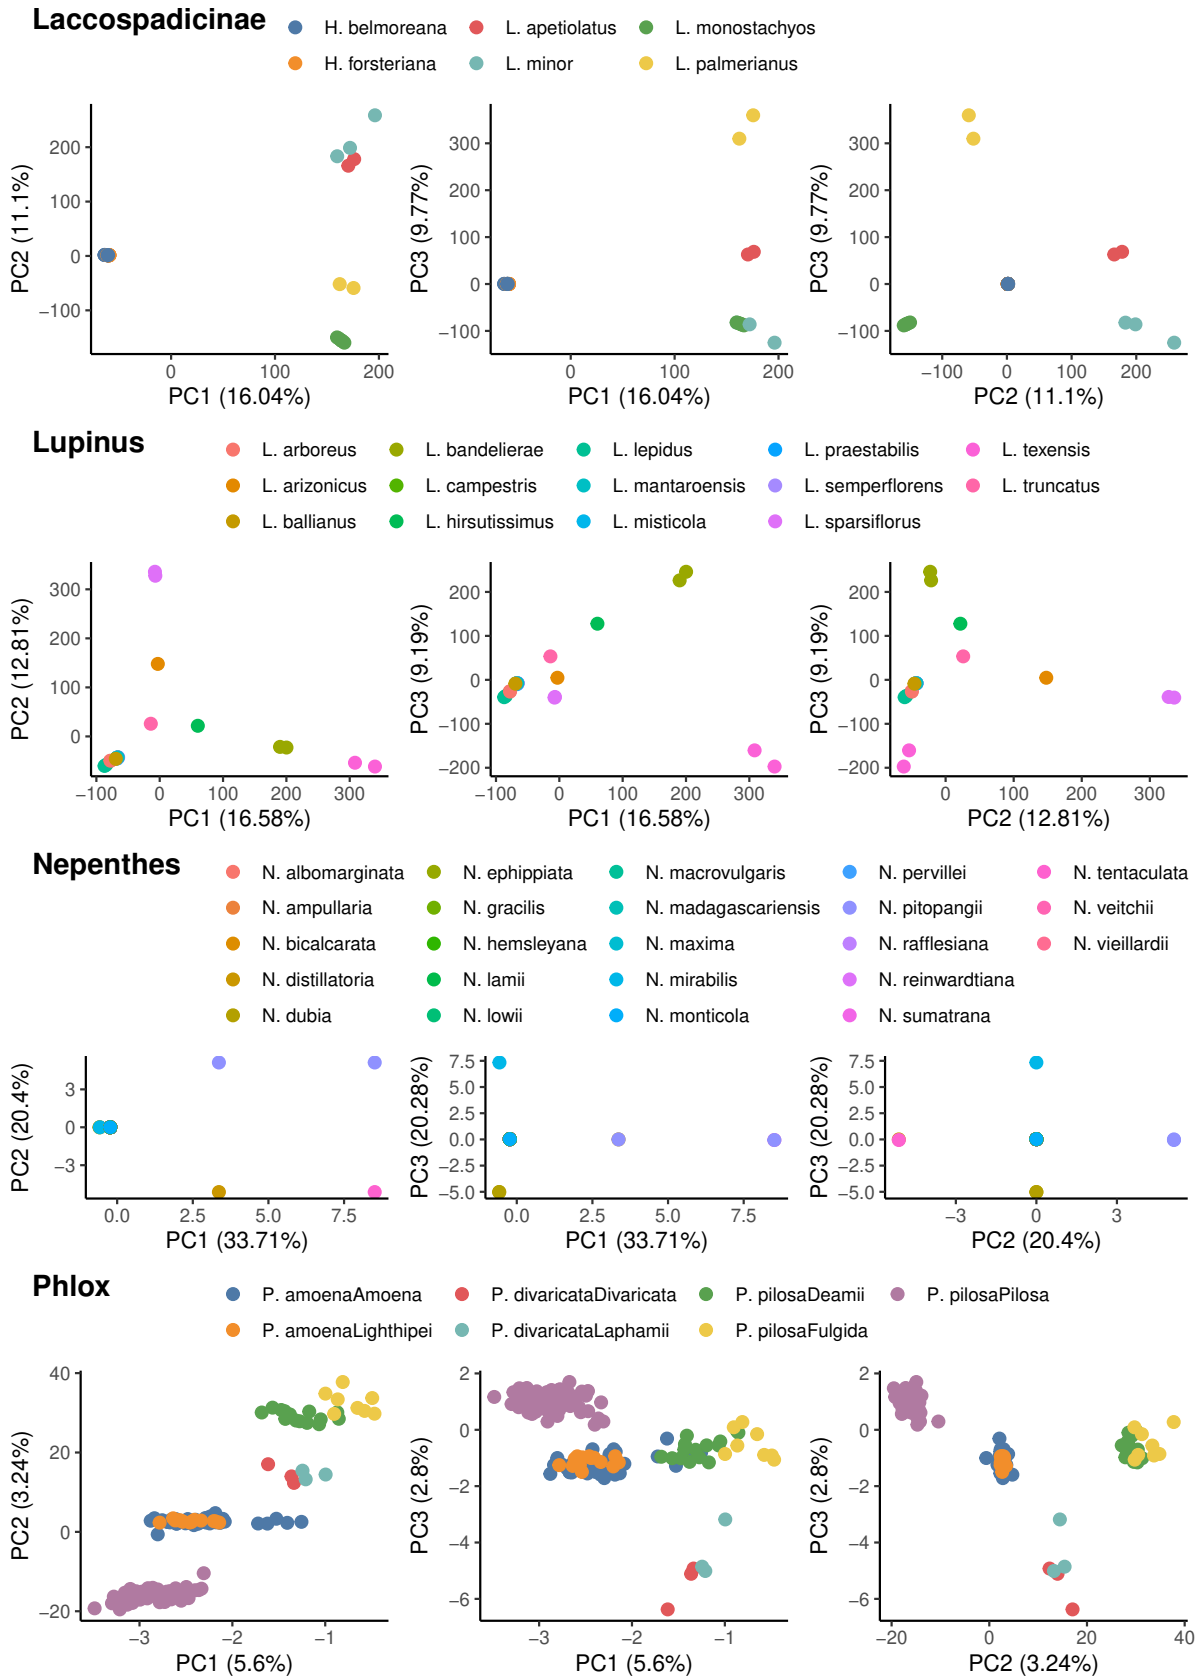 Laccospadicinae
H. belmoreana L. apetiolatus L. monostachyos
H. forsteriana L. minor L. palmerianus
PC2 (11.1%)
200
100
0
−100
0 200
PC1 (16.04%)
PC3 (9.77%)
300
200
100
0
−100
0 100 200
PC1 (16.04%)
PC3 (9.77%)
300
200
100
0
−100
−100 0 100 200
PC2 (11.1%)
Lupinus
L. arboreus L. bandelierae L. lepidus L. praestabilis L. texensis
L. arizonicus L. campestris L. mantaroensis L. semperflorens L. truncatus
L. ballianus L. hirsutissimus L. misticola L. sparsiflorus
PC2 (12.81%)
300
200
100
0
−100 0 100 200 300
PC1 (16.58%)
PC3 (9.19%)
200
100
0
−100
−200
−100 0 100 200 300
PC1 (16.58%)
PC3 (9.19%)
200
100
0
−100
−200
0 100 200 300
PC2 (12.81%)
Nepenthes
N. albomarginata N. ephippiata N. macrovulgaris N. pervillei N. tentaculata
N. ampullaria N. gracilis N. madagascariensis N. pitopangii N. veitchii
N. bicalcarata N. hemsleyana N. maxima N. rafflesiana N. vieillardii
N. distillatoria N. lamii N. mirabilis N. reinwardtiana
N. dubia N. lowii N. monticola N. sumatrana
PC2 (20.4%)
3
0
−3
0.0 2.5 5.0 7.5
PC1 (33.71%)
PC3 (20.28%)
7.5
5.0
2.5
0.0
−2.5
−5.0
0.0 2.5 5.0 7.5
PC1 (33.71%)
PC3 (20.28%)
7.5
5.0
2.5
0.0
−2.5
−5.0
−3 0 3
PC2 (20.4%)
Phlox
P. amoenaAmoena P. divaricataDivaricata P. pilosaDeamii P. pilosaPilosa
P. amoenaLighthipei P. divaricataLaphamii P. pilosaFulgida
PC2 (3.24%)
40
20
0
−20
−3 −2 −1
PC1 (5.6%)
PC3 (2.8%)
2
0
−2
−4
−6
−3 −2 −1
PC1 (5.6%)
PC3 (2.8%)
2
0
−2
−4
−6
−20 0 20 40
PC2 (3.24%)